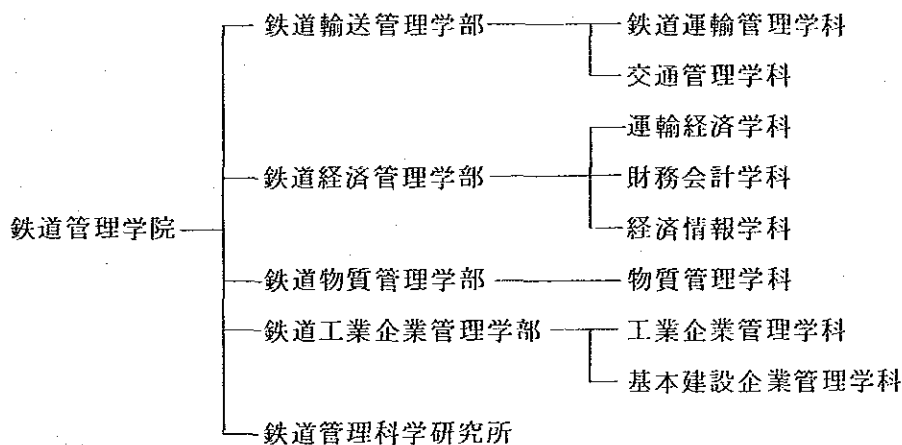 鉄道輸送管理学部 鉄道運輸管理学科
交通管理学科
運輸経済学科
鉄道経済管理学部 財務会計学科
鉄道管理学院 経済情報学科
鉄道物質管理学部 物質管理学科
鉄道工業企業管理学部 工業企業管理学科
基本建設企業管理学科
鉄道管理科学研究所